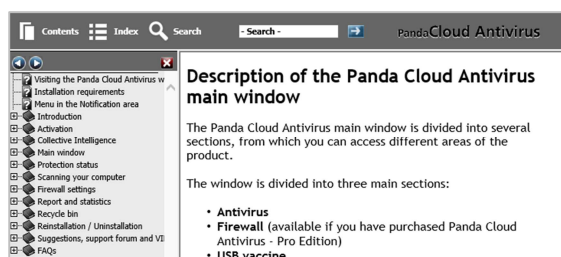 Contents Index Search - Search - PandaCloud Antivirus
Visiting the Panda Cloud Antivirus w
Installation requirements
Menu in the Notification area
Introduction
Activation
Collective Intelligence
Main window
Protection status
Scanning your computer
Firewall settings
Report and statistics
Recycle bin
Reinstallation / Uninstallation
Suggestions, support forum and VI
FAQs
Description of the Panda Cloud Antivirus
main window
The Panda Cloud Antivirus main window is divided into several
sections, from which you can access different areas of the
product.
The window is divided into three main sections:
• Antivirus
• Firewall (available if you have purchased Panda Cloud
Antivirus - Pro Edition)
• USB vaccine